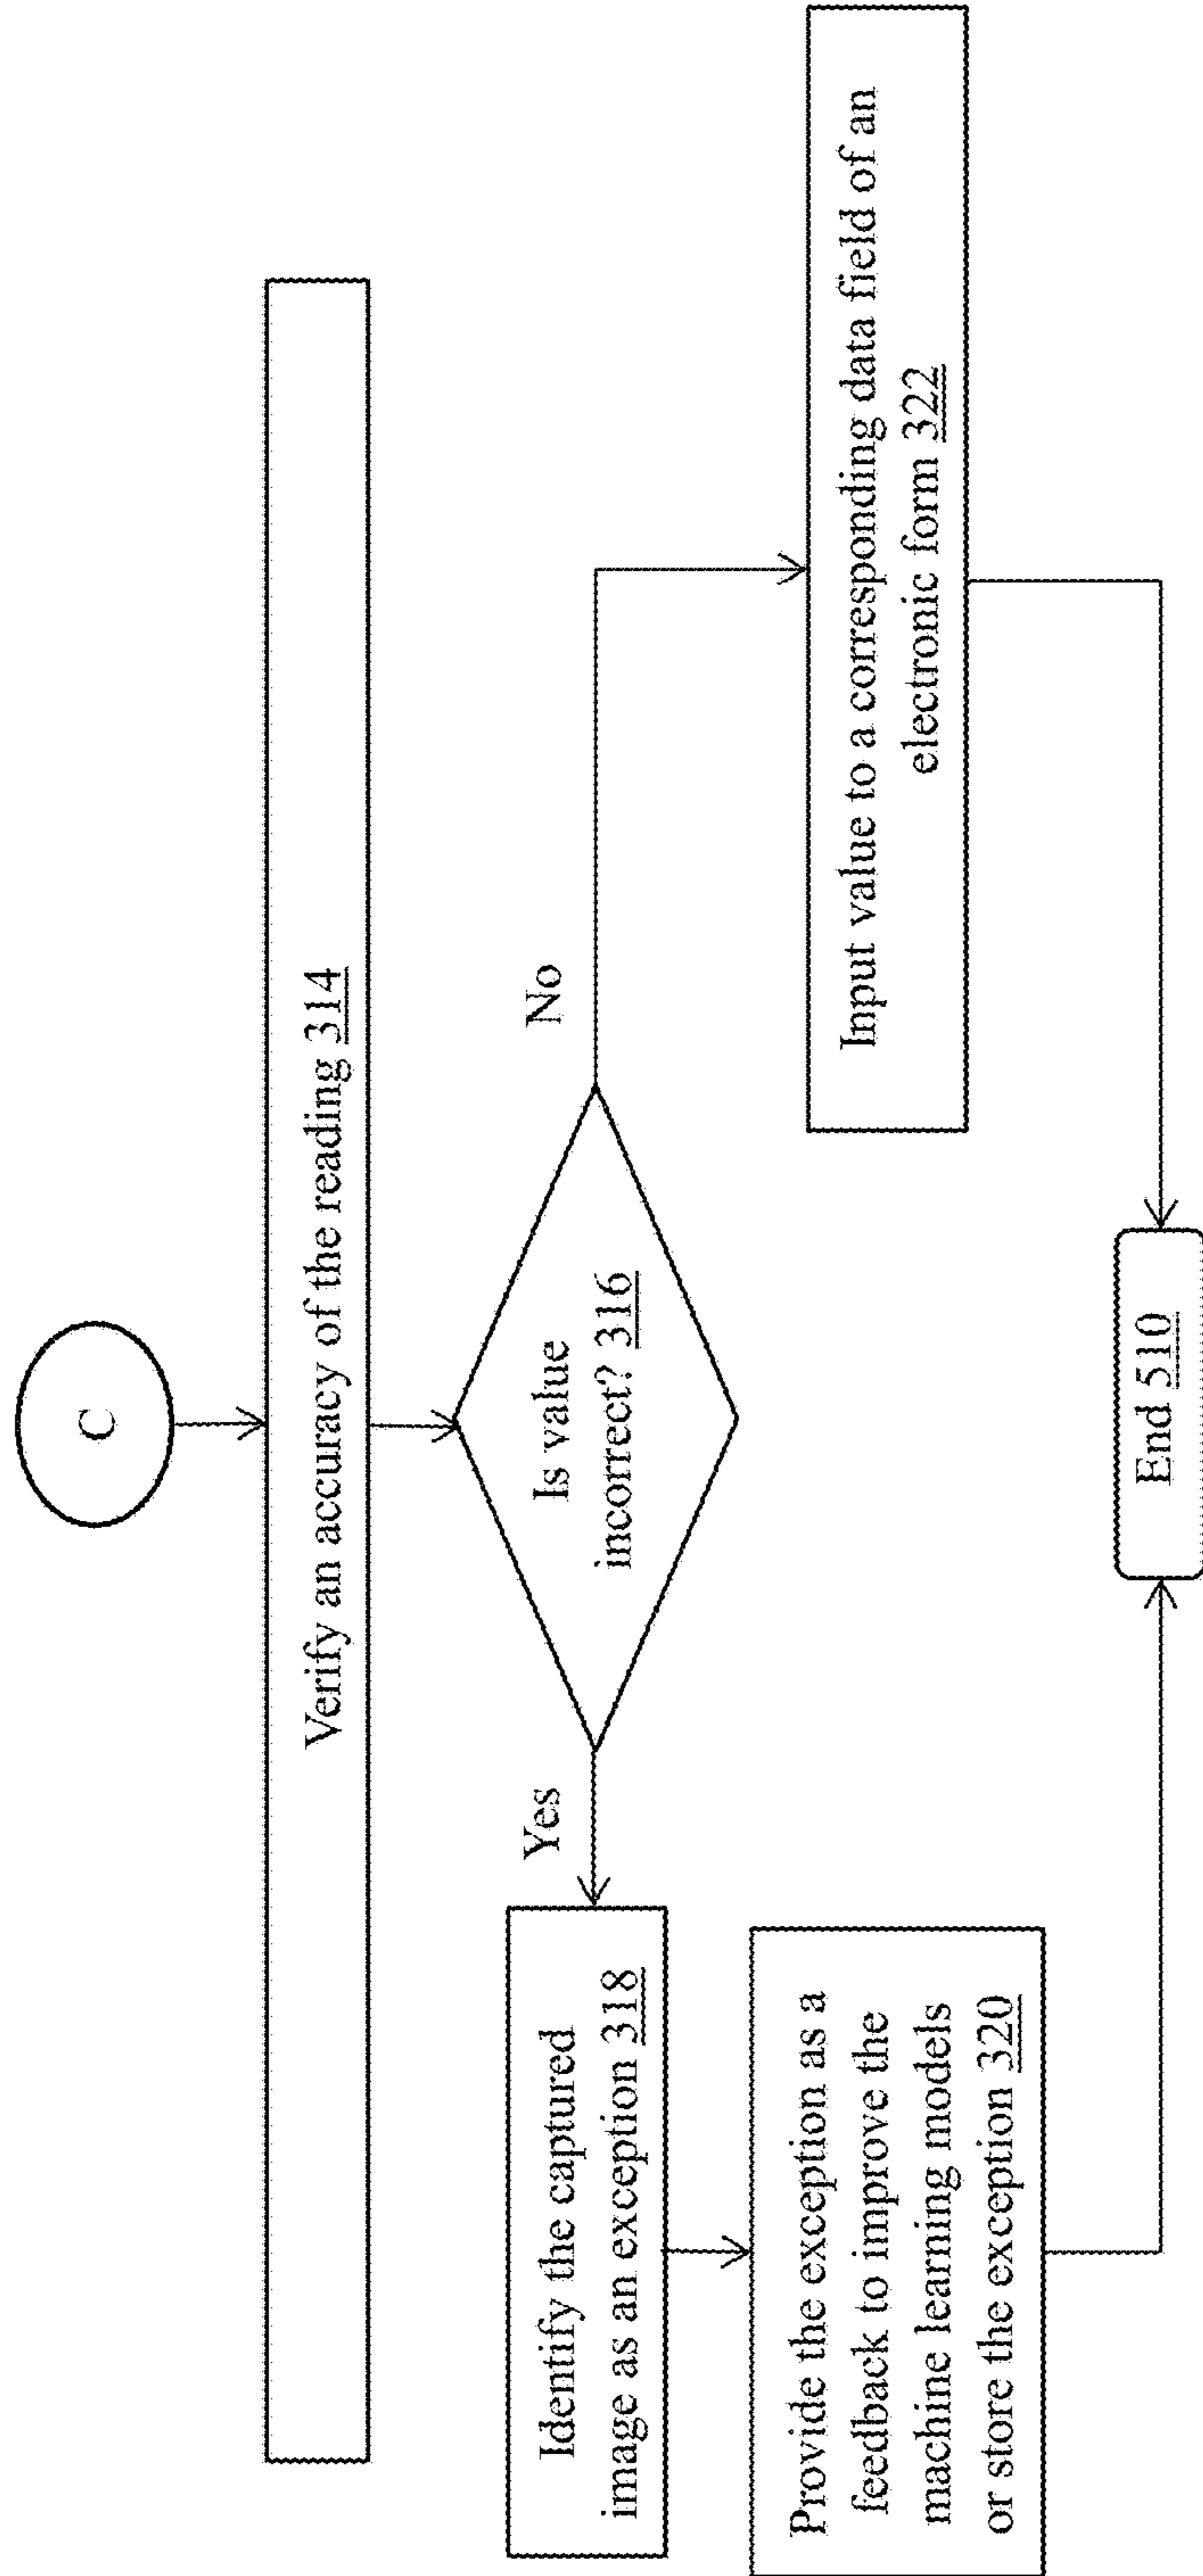 C
Verify an accuracy of the reading 314
Is value
incorrect? 316
Yes
No
Identify the captured
image as an exception 318
Provide the exception as a
feedback to improve the
machine learning models
or store the exception 320
Input value to a corresponding data field of an
electronic form 322
End 510